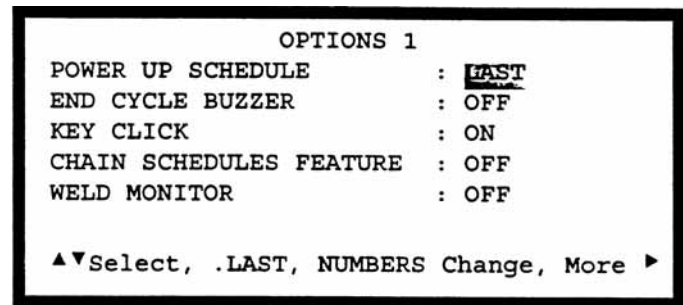 OPTIONS 1
POWER UP SCHEDULE : LAST
END CYCLE BUZZER : OFF
KEY CLICK : ON
CHAIN SCHEDULES FEATURE : OFF
WELD MONITOR : OFF
▲▼Select, .LAST, NUMBERS Change, More ►